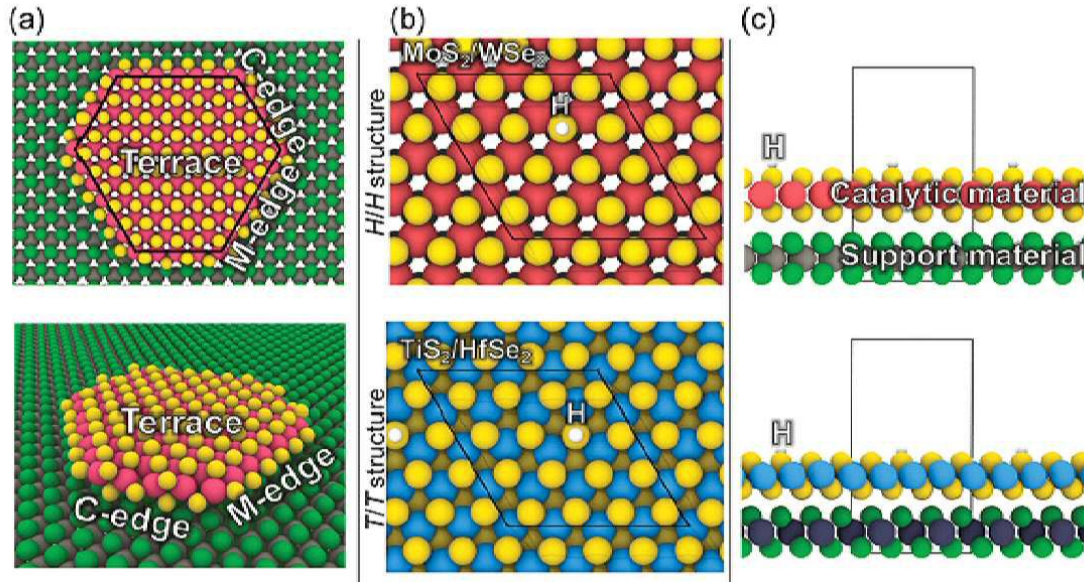 (a)
C-edge
Terrace
M-edge
Terrace
C-edge
M-edge
(b)
H/H structure
MoS₂/WSe₂
H
T/T structure
TiS₂/HfSe₂
H
(c)
H
Catalytic material
Support material
H